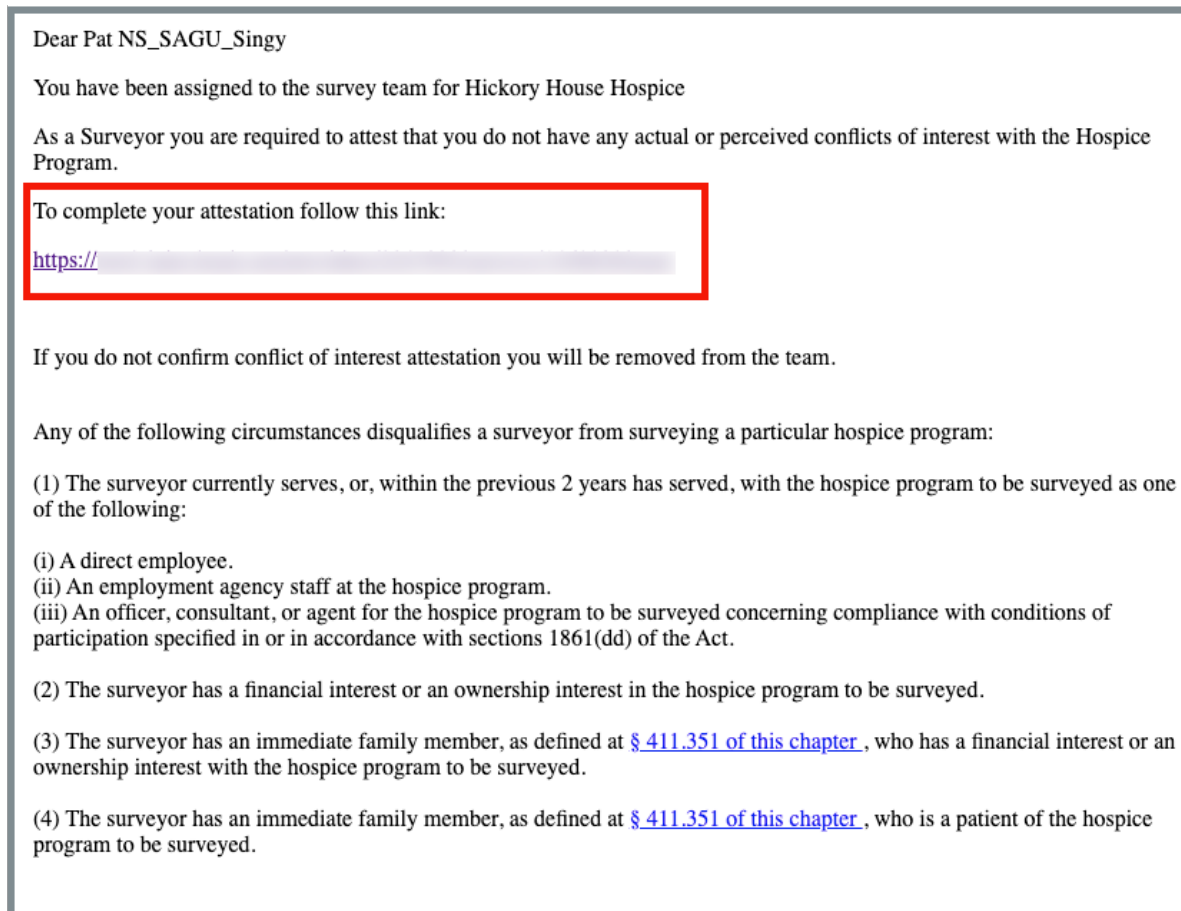 Dear Pat NS_SAGU_Singy
You have been assigned to the survey team for Hickory House Hospice
As a Surveyor you are required to attest that you do not have any actual or perceived conflicts of interest with the Hospice
Program.
To complete your attestation follow this link:
https://
If you do not confirm conflict of interest attestation you will be removed from the team.
Any of the following circumstances disqualifies a surveyor from surveying a particular hospice program:
(1) The surveyor currently serves, or, within the previous 2 years has served, with the hospice program to be surveyed as one
of the following:
(i) A direct employee.
(ii) An employment agency staff at the hospice program.
(iii) An officer, consultant, or agent for the hospice program to be surveyed concerning compliance with conditions of
participation specified in or in accordance with sections 1861(dd) of the Act.
(2) The surveyor has a financial interest or an ownership interest in the hospice program to be surveyed.
(3) The surveyor has an immediate family member, as defined at § 411.351 of this chapter , who has a financial interest or an
ownership interest with the hospice program to be surveyed.
(4) The surveyor has an immediate family member, as defined at § 411.351 of this chapter , who is a patient of the hospice
program to be surveyed.